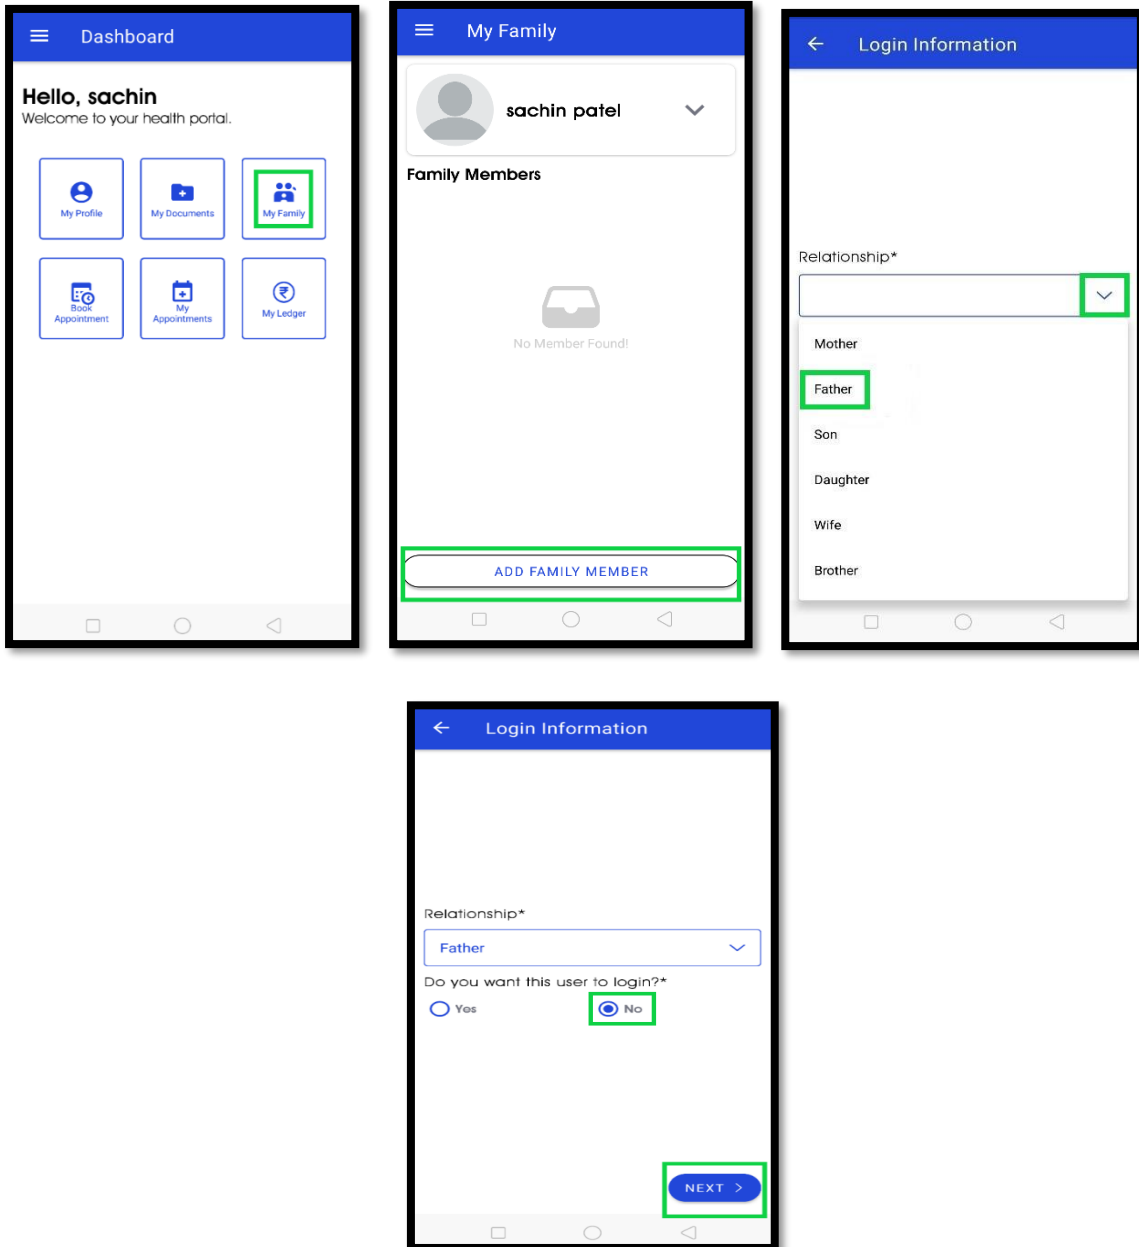 Dashboard
Hello, sachin
Welcome to your health portal.
My Profile
My Documents
My Family
Book
Appointment
My
Appointments
My Ledger
My Family
sachin patel
Family Members
No Member Found!
ADD FAMILY MEMBER
Login Information
Relationship*
Mother
Father
Son
Daughter
Wife
Brother
Login Information
Relationship*
Father
Do you want this user to login?*
Yes
No
NEXT >